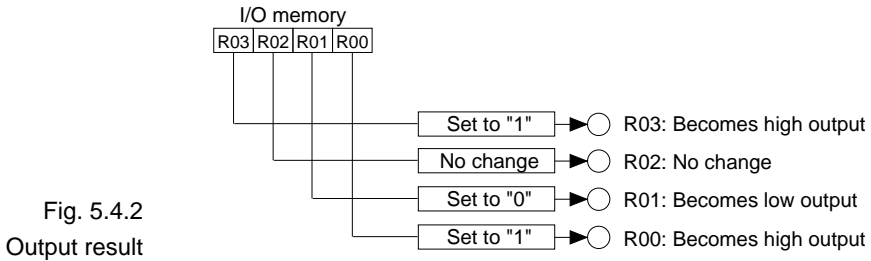 I/O memory
R03 R02 R01 R00
Set to "1" R03: Becomes high output
No change R02: No change
Set to "0" R01: Becomes low output
Set to "1" R00: Becomes high output
Fig. 5.4.2
Output result